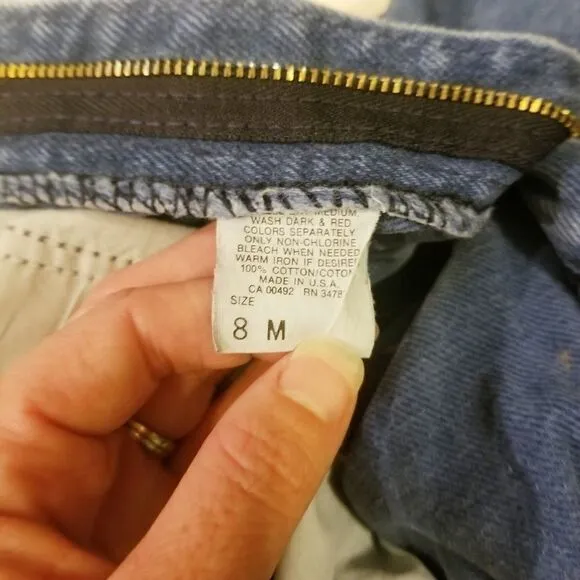 MEDIUM
WASH DARK & RED
COLORS SEPARATELY
ONLY NON-CHLORINE
BLEACH WHEN NEEDED
WARM IRON IF DESIRED
100% COTTON/COTON
MADE IN U.S.A.
CA 00492 RN 3478
SIZE
8 M